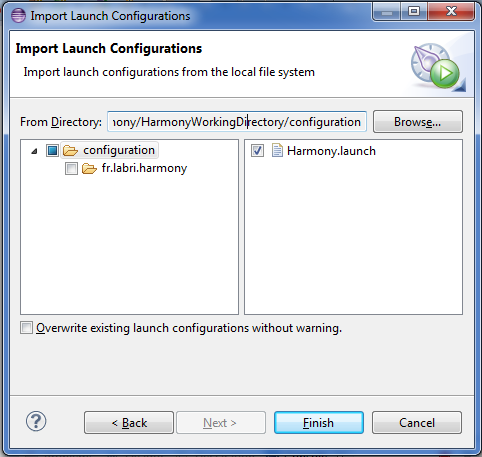 Import Launch Configurations
Import Launch Configurations
Import launch configurations from the local file system
From Directory: nony/HarmonyWorkingDirectory/configuration Browse...
configuration
fr.labri.harmony
Harmony.launch
Overwrite existing launch configurations without warning.
? < Back Next > Finish Cancel